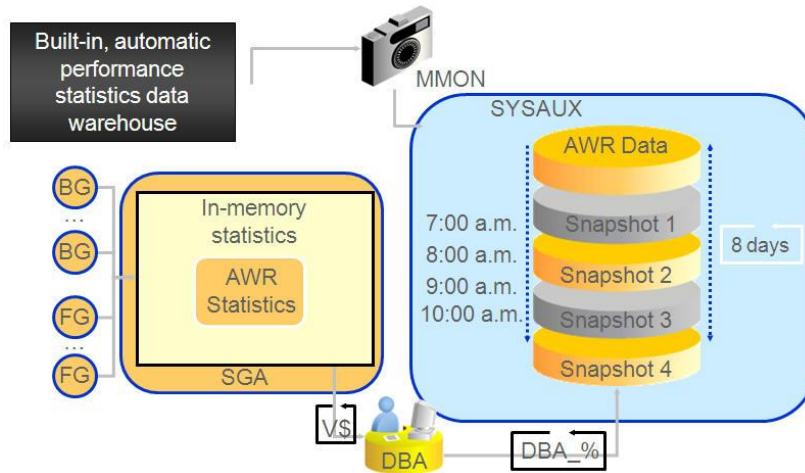 Built-in, automatic
performance
statistics data
warehouse
MMON
SYSAUX
AWR Data
Snapshot 1
Snapshot 2
Snapshot 3
Snapshot 4
7:00 a.m.
8:00 a.m.
9:00 a.m.
10:00 a.m.
8 days
BG
...
BG
FG
...
FG
In-memory
statistics
AWR
Statistics
SGA
V$
DBA
DBA_%